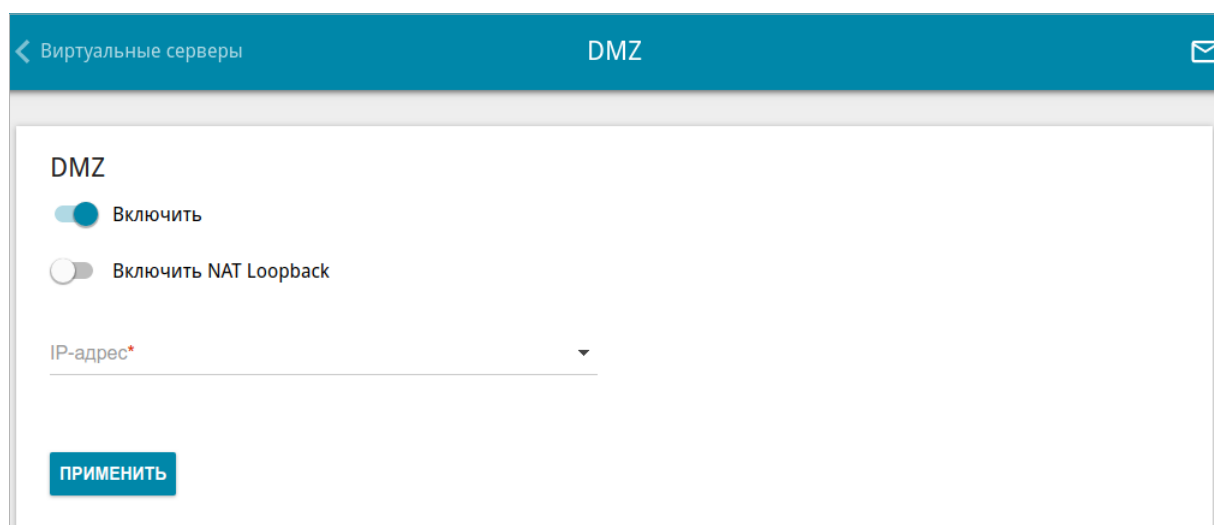 Виртуальные серверы
DMZ
DMZ
Включить
Включить NAT Loopback
IP-адрес*
ПРИМЕНИТЬ